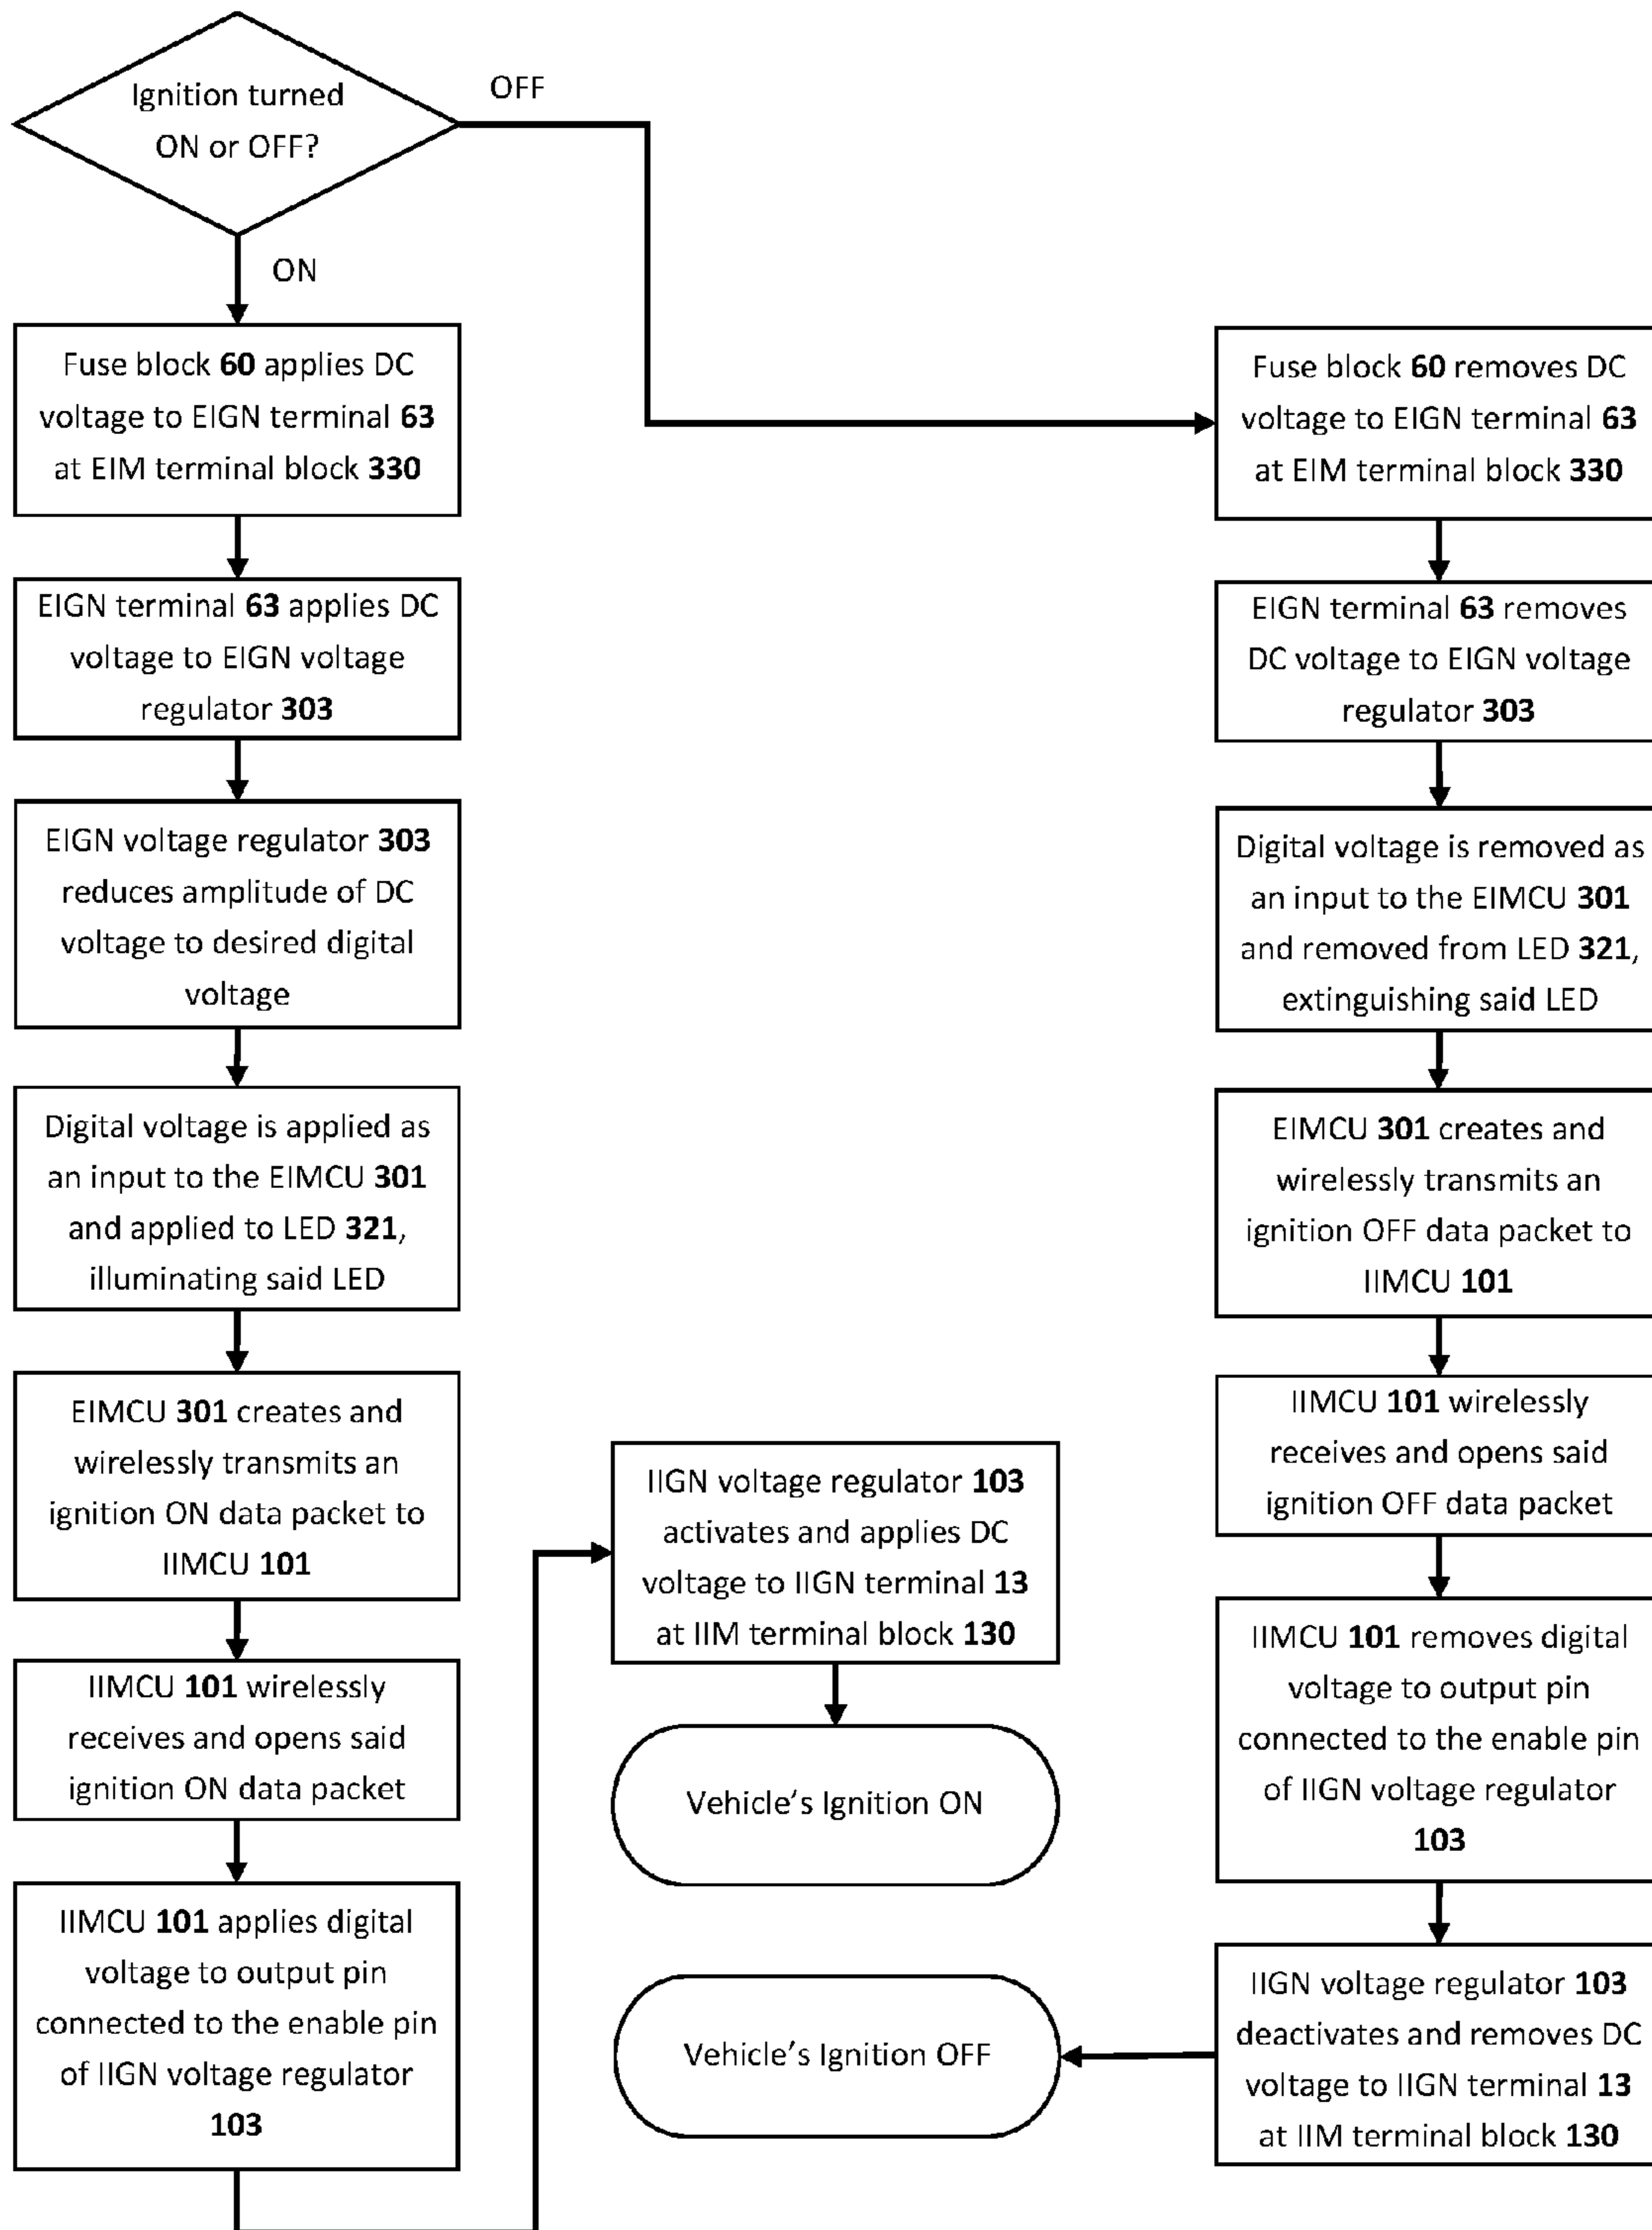 Ignition turned
ON or OFF?
OFF
ON
Fuse block 60 applies DC
voltage to EIGN terminal 63
at EIM terminal block 330
EIGN terminal 63 applies DC
voltage to EIGN voltage
regulator 303
EIGN voltage regulator 303
reduces amplitude of DC
voltage to desired digital
voltage
Digital voltage is applied as
an input to the EIMCU 301
and applied to LED 321,
illuminating said LED
EIMCU 301 creates and
wirelessly transmits an
ignition ON data packet to
IIMCU 101
IIMCU 101 wirelessly
receives and opens said
ignition ON data packet
IIMCU 101 applies digital
voltage to output pin
connected to the enable pin
of IIGN voltage regulator
103
IIGN voltage regulator 103
activates and applies DC
voltage to IIGN terminal 13
at IIM terminal block 130
Vehicle's Ignition ON
Fuse block 60 removes DC
voltage to EIGN terminal 63
at EIM terminal block 330
EIGN terminal 63 removes
DC voltage to EIGN voltage
regulator 303
Digital voltage is removed as
an input to the EIMCU 301
and removed from LED 321,
extinguishing said LED
EIMCU 301 creates and
wirelessly transmits an
ignition OFF data packet to
IIMCU 101
IIMCU 101 wirelessly
receives and opens said
ignition OFF data packet
IIMCU 101 removes digital
voltage to output pin
connected to the enable pin
of IIGN voltage regulator
103
IIGN voltage regulator 103
deactivates and removes DC
voltage to IIGN terminal 13
at IIM terminal block 130
Vehicle's Ignition OFF